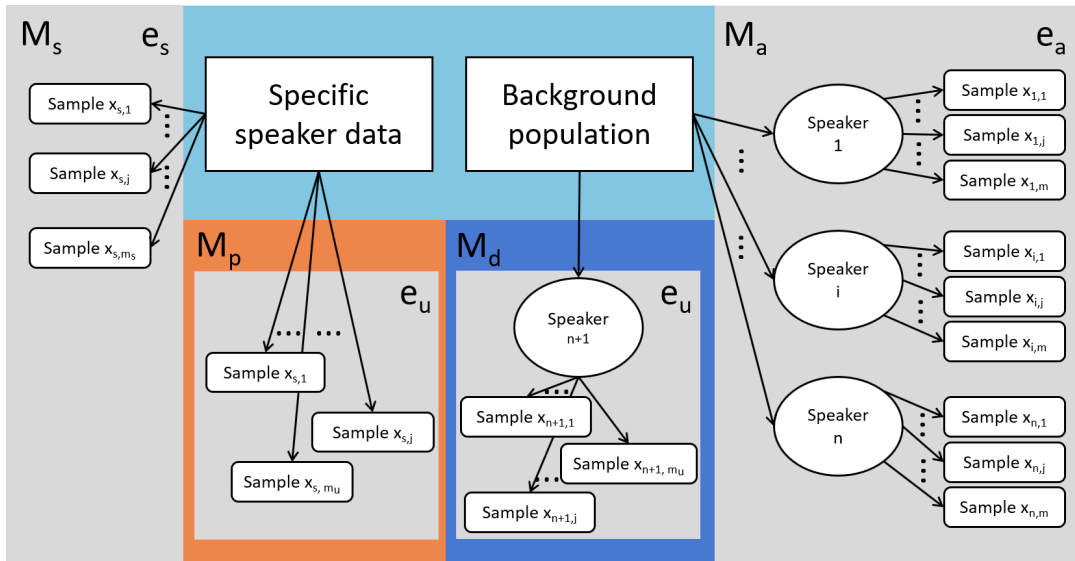 Mₛ
eₛ
Sample xₛ,₁
Sample xₛ,ⱼ
Sample xₛ,ₘₛ
Specific
speaker data
Background
population
Mₚ
eᵤ
Sample xₛ,₁
Sample xₛ,ⱼ
Sample xₛ, ₘᵤ
M_d
eᵤ
Speaker
n+1
Sample xₙ₊₁,₁
Sample xₙ₊₁, ₘᵤ
Sample xₙ₊₁,ⱼ
Mₐ
eₐ
Speaker
1
Sample x₁,₁
Sample x₁,ⱼ
Sample x₁,ₘ
Speaker
i
Sample xᵢ,₁
Sample xᵢ,ⱼ
Sample xᵢ,ₘ
Speaker
n
Sample xₙ,₁
Sample xₙ,ⱼ
Sample xₙ,ₘ